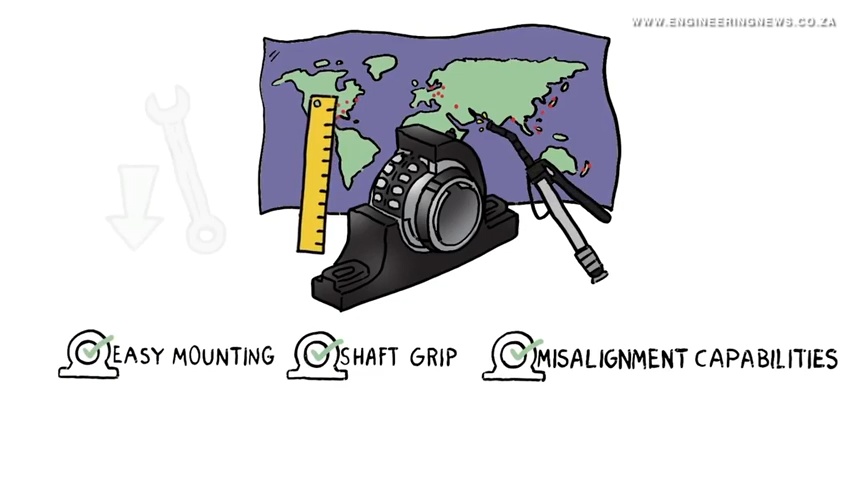 WWW.ENGINEERINGNEWS.CO.ZA
EASY MOUNTING
SHAFT GRIP
MISALIGNMENT CAPABILITIES